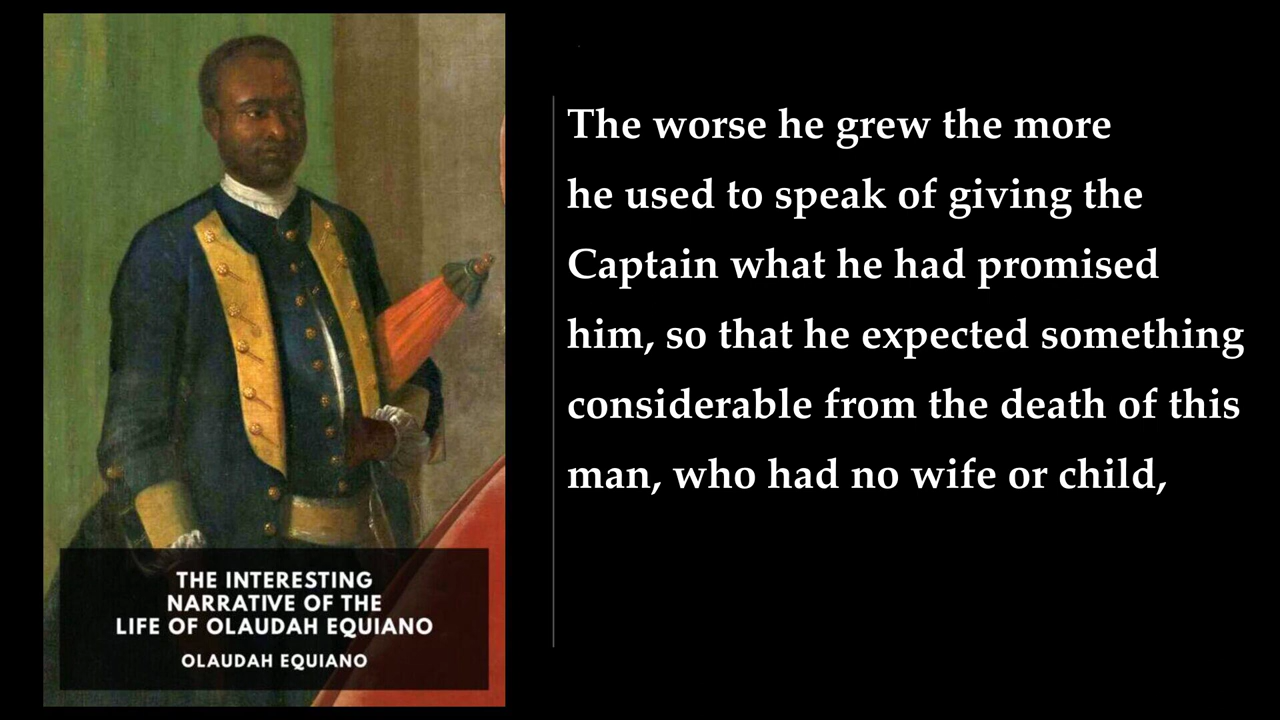 THE INTERESTING
NARRATIVE OF THE
LIFE OF OLAUDAH EQUIANO
OLAUDAH EQUIANO
The worse he grew the more
he used to speak of giving the
Captain what he had promised
him, so that he expected something
considerable from the death of this
man, who had no wife or child,